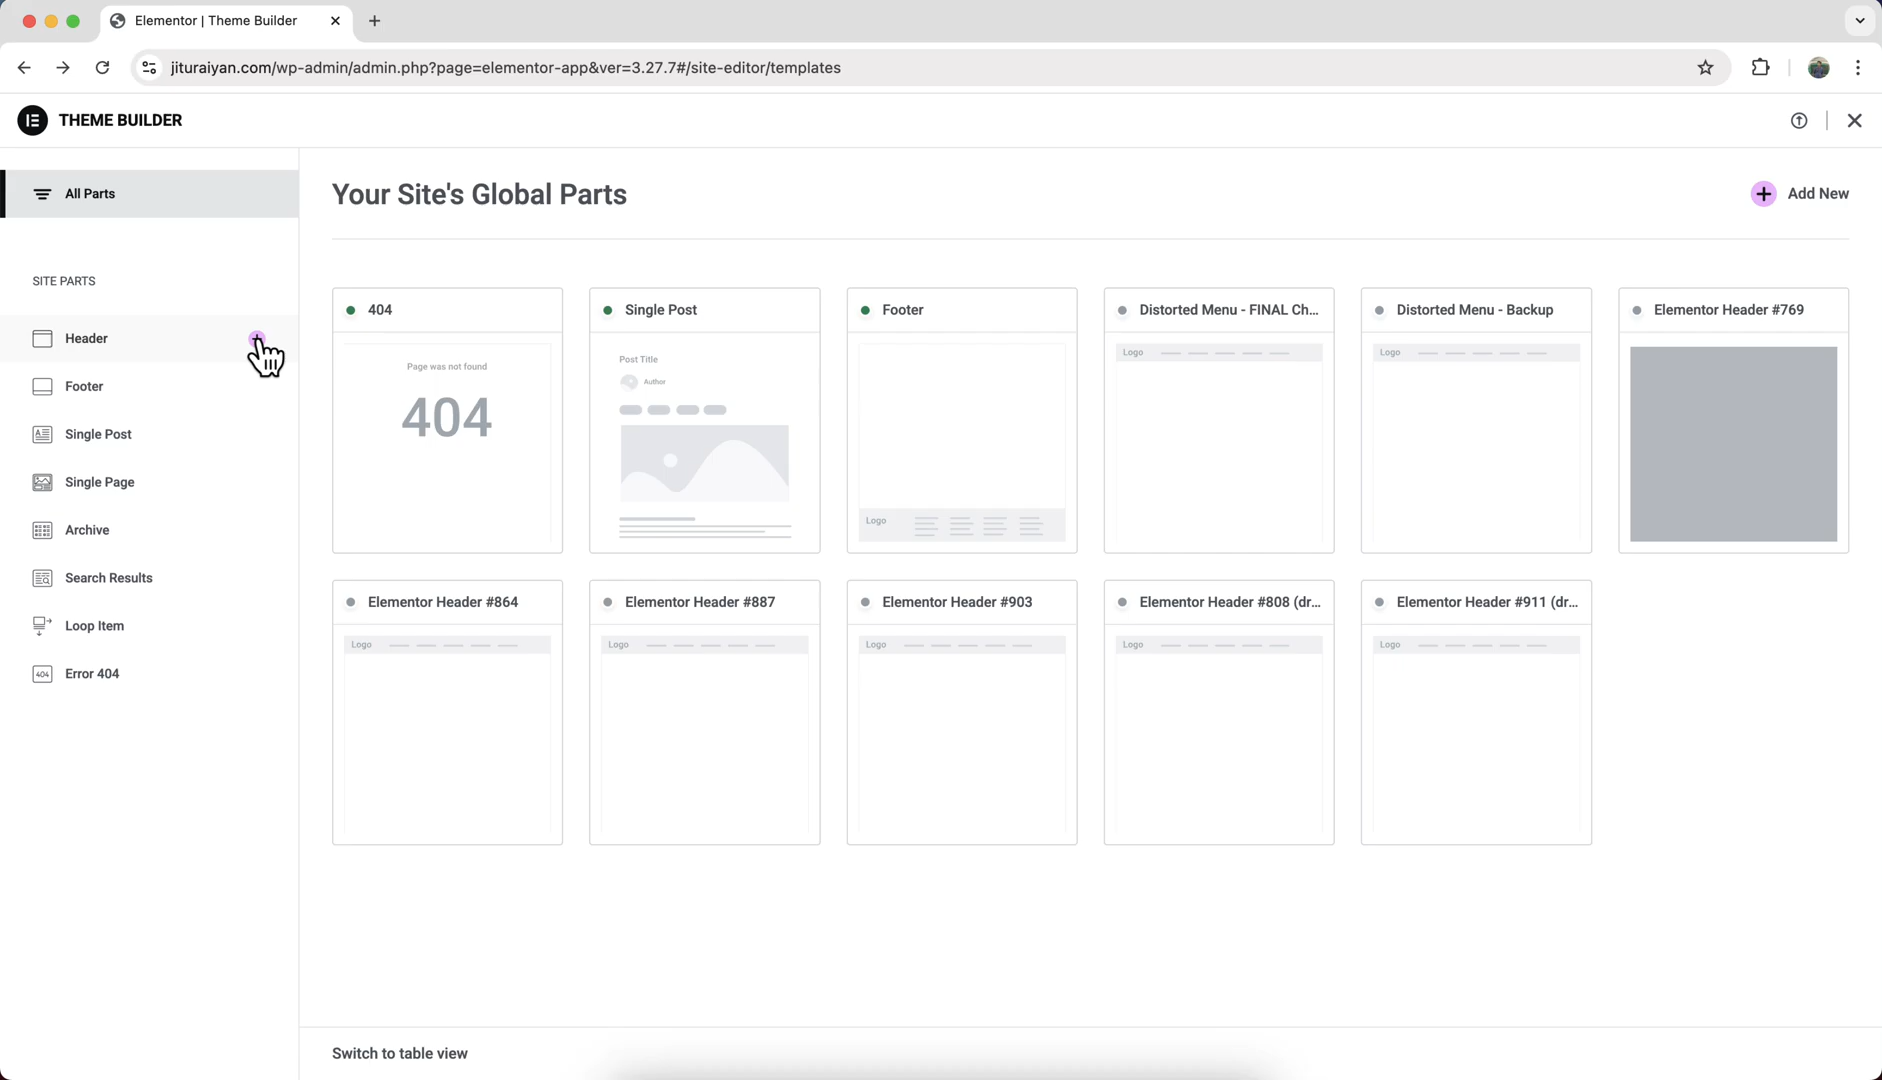 Elementor | Theme Builder
jituraiyan.com/wp-admin/admin.php?page=elementor-app&ver=3.27.7#/site-editor/templates
THEME BUILDER
All Parts
SITE PARTS
Header
Footer
Single Post
Single Page
Archive
Search Results
Loop Item
404 Error 404
Your Site's Global Parts
Add New
404
Page was not found
404
Single Post
Post Title
Author
Footer
Logo
Distorted Menu - FINAL Ch...
Logo
Distorted Menu - Backup
Logo
Elementor Header #769
Elementor Header #864
Logo
Elementor Header #887
Logo
Elementor Header #903
Logo
Elementor Header #808 (dr...
Logo
Elementor Header #911 (dr...
Logo
Switch to table view